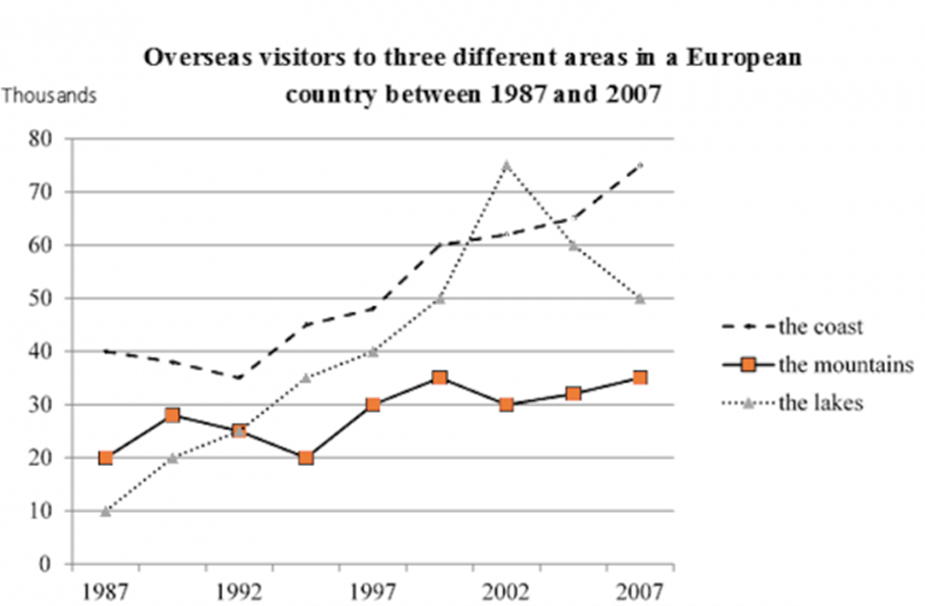 Overseas visitors to three different areas in a European
country between 1987 and 2007
Thousands
80
70
60
50
40
30
20
10
0
1987 1992 1997 2002 2007
the coast
the mountains
the lakes